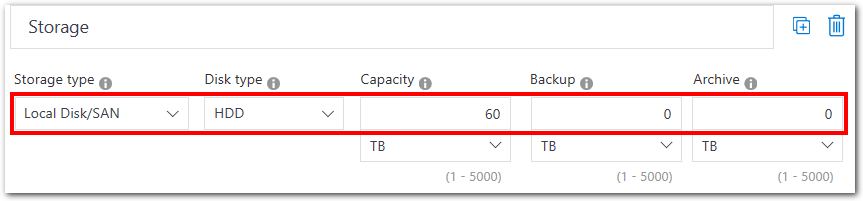 Storage
Storage type Disk type Capacity Backup Archive
Local Disk/SAN HDD 60 0 0
TB TB TB
(1 - 5000) (1 - 5000) (1 - 5000)